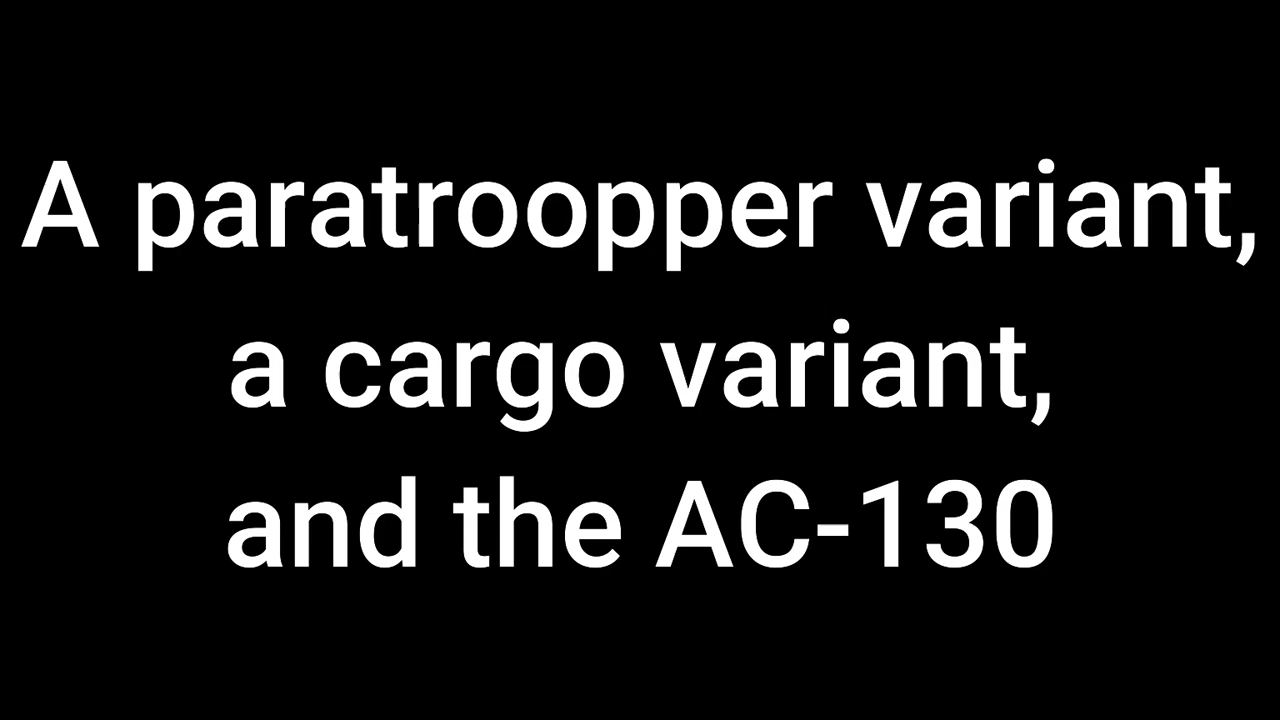 A paratroopper variant,
a cargo variant,
and the AC-130